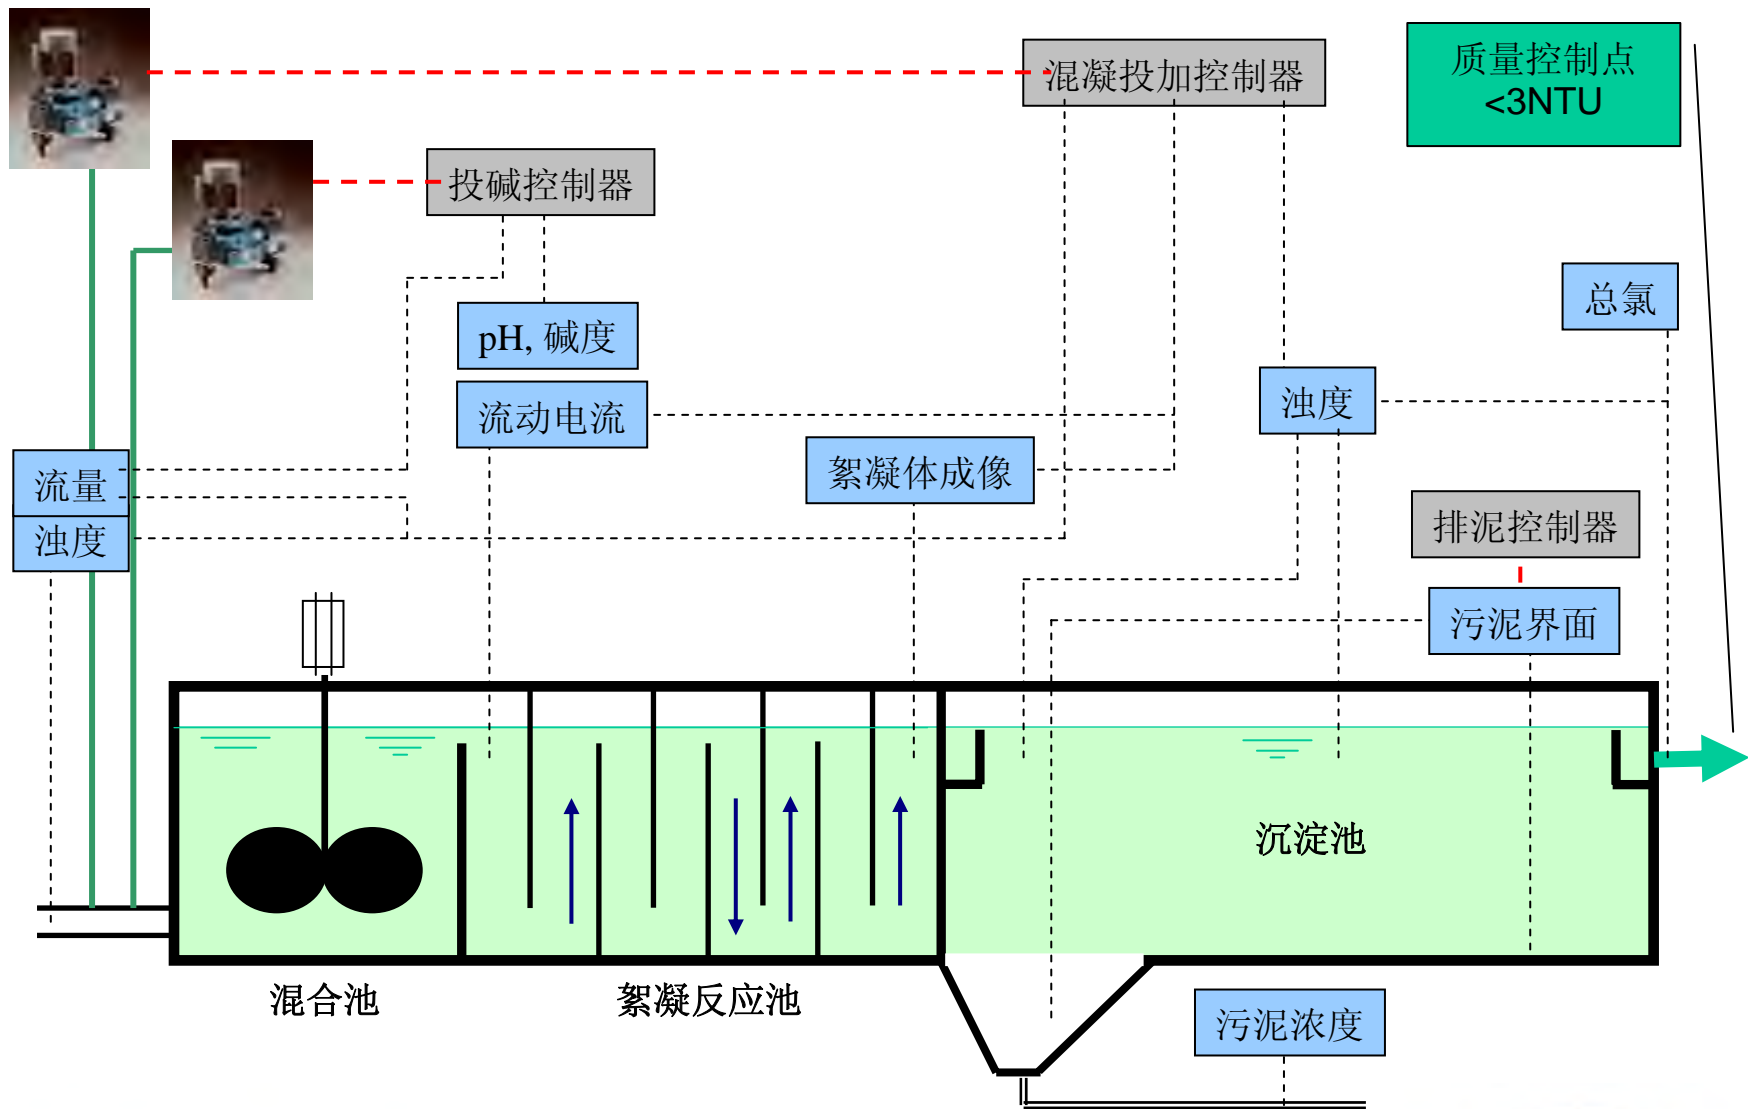 混凝投加控制器
质量控制点
<3NTU
投碱控制器
总氯
pH, 碱度
流动电流
浊度
絮凝体成像
流量
浊度
排泥控制器
污泥界面
沉淀池
混合池
絮凝反应池
污泥浓度